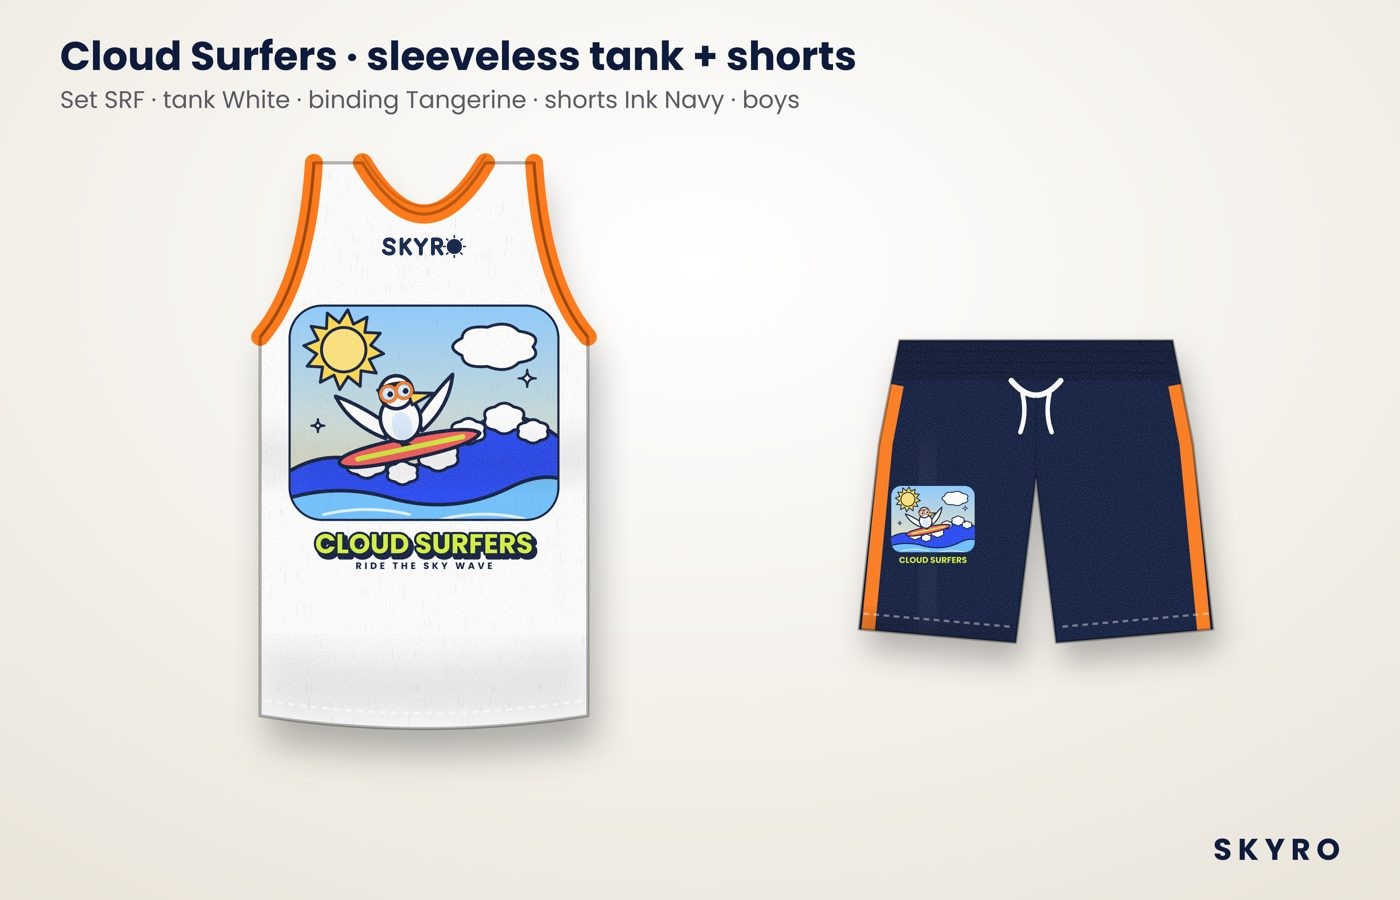 Cloud Surfers · sleeveless tank + shorts
Set SRF · tank White · binding Tangerine · shorts Ink Navy · boys
SKYRO
CLOUD SURFERS
RIDE THE SKY WAVE
CLOUD SURFERS
SKYRO